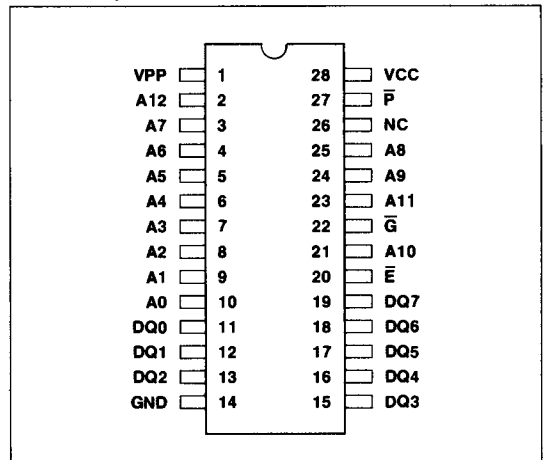 VPP 1 28 VCC
A12 2 27 P̅
A7 3 26 NC
A6 4 25 A8
A5 5 24 A9
A4 6 23 A11
A3 7 22 G̅
A2 8 21 A10
A1 9 20 E̅
A0 10 19 DQ7
DQ0 11 18 DQ6
DQ1 12 17 DQ5
DQ2 13 16 DQ4
GND 14 15 DQ3